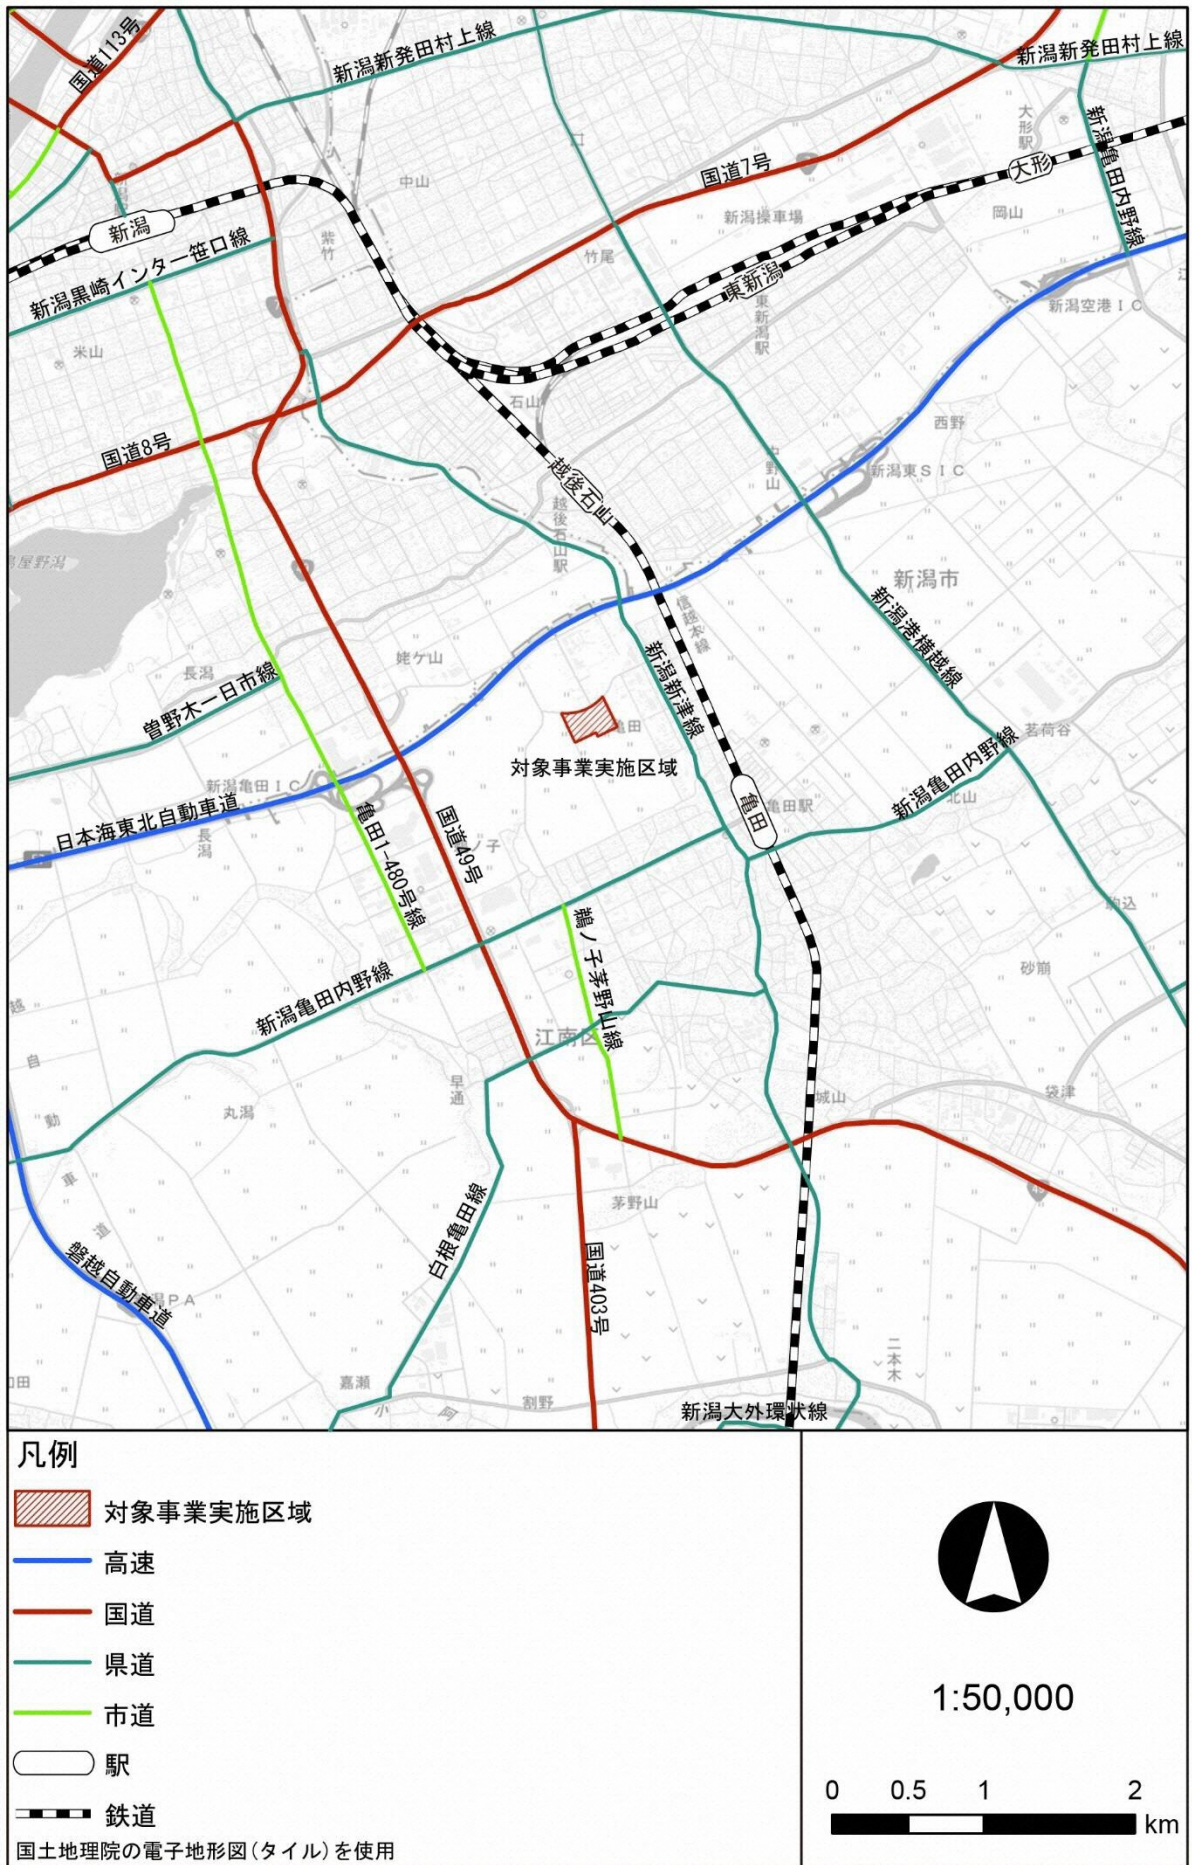 国道113号
新潟新発田村上線
新潟新発田村上線
大形駅
新潟亀田内野線
国道7号
大形
中山
新潟操車場
岡山
新潟
紫竹
竹尾
新潟黒崎インター笹口線
東新潟
東新潟駅
新潟空港IC
米山
石山
西野
国道8号
中野山
新潟東SIC
越後石山
越後石山駅
新潟市
信越本線
新潟港横越線
姥ケ山
長潟
曽野木一日市線
新潟新津線
亀田
茗荷谷
対象事業実施区域
新潟亀田内野線
新潟亀田IC
北山
日本海東北自動車道
亀田
亀田駅
長潟
亀田1-480号線
国道49号
ノ子
駒込
鵜ノ子茅野山線
砂崩
新潟亀田内野線
越
江南区
自
早通
城山
袋津
動
丸潟
車
茅野山
白根亀田線
国道403号
磐越自動車道
潟PA
二本木
嘉瀬
割野
小
阿
新潟大外環状線
凡例
対象事業実施区域
高速
国道
県道
市道
駅
鉄道
国土地理院の電子地形図(タイル)を使用
1:50,000
0 0.5 1 2
km